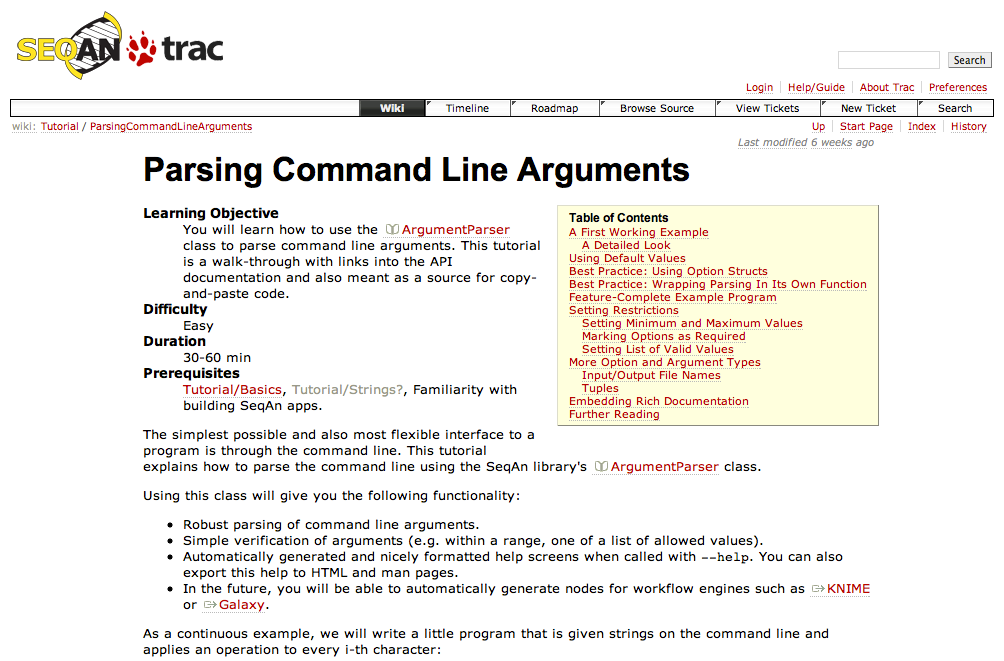 SEQAN trac
Search
Login Help/Guide About Trac Preferences
Wiki Timeline Roadmap Browse Source View Tickets New Ticket Search
wiki: Tutorial / ParsingCommandLineArguments
Up Start Page Index History
Last modified 6 weeks ago
Parsing Command Line Arguments
Learning Objective
You will learn how to use the ArgumentParser
class to parse command line arguments. This tutorial
is a walk-through with links into the API
documentation and also meant as a source for copy-
and-paste code.
Difficulty
Easy
Duration
30-60 min
Prerequisites
Tutorial/Basics, Tutorial/Strings?, Familiarity with
building SeqAn apps.
Table of Contents
A First Working Example
A Detailed Look
Using Default Values
Best Practice: Using Option Structs
Best Practice: Wrapping Parsing In Its Own Function
Feature-Complete Example Program
Setting Restrictions
Setting Minimum and Maximum Values
Marking Options as Required
Setting List of Valid Values
More Option and Argument Types
Input/Output File Names
Tuples
Embedding Rich Documentation
Further Reading
The simplest possible and also most flexible interface to a
program is through the command line. This tutorial
explains how to parse the command line using the SeqAn library's ArgumentParser class.
Using this class will give you the following functionality:
• Robust parsing of command line arguments.
• Simple verification of arguments (e.g. within a range, one of a list of allowed values).
• Automatically generated and nicely formatted help screens when called with --help. You can also
export this help to HTML and man pages.
• In the future, you will be able to automatically generate nodes for workflow engines such as KNIME
or Galaxy.
As a continuous example, we will write a little program that is given strings on the command line and
applies an operation to every i-th character: